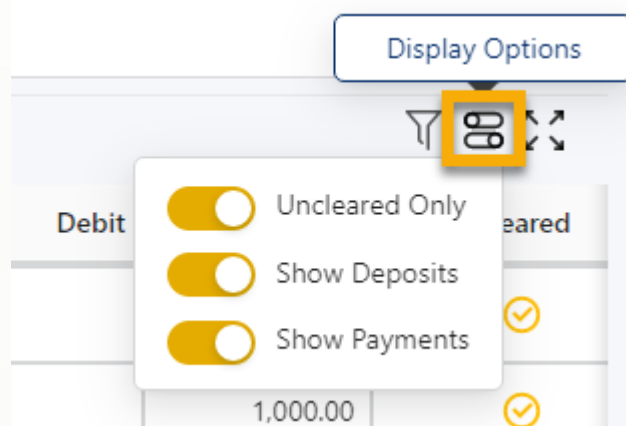 Display Options
Debit
eared
Uncleared Only
Show Deposits
Show Payments
1,000.00